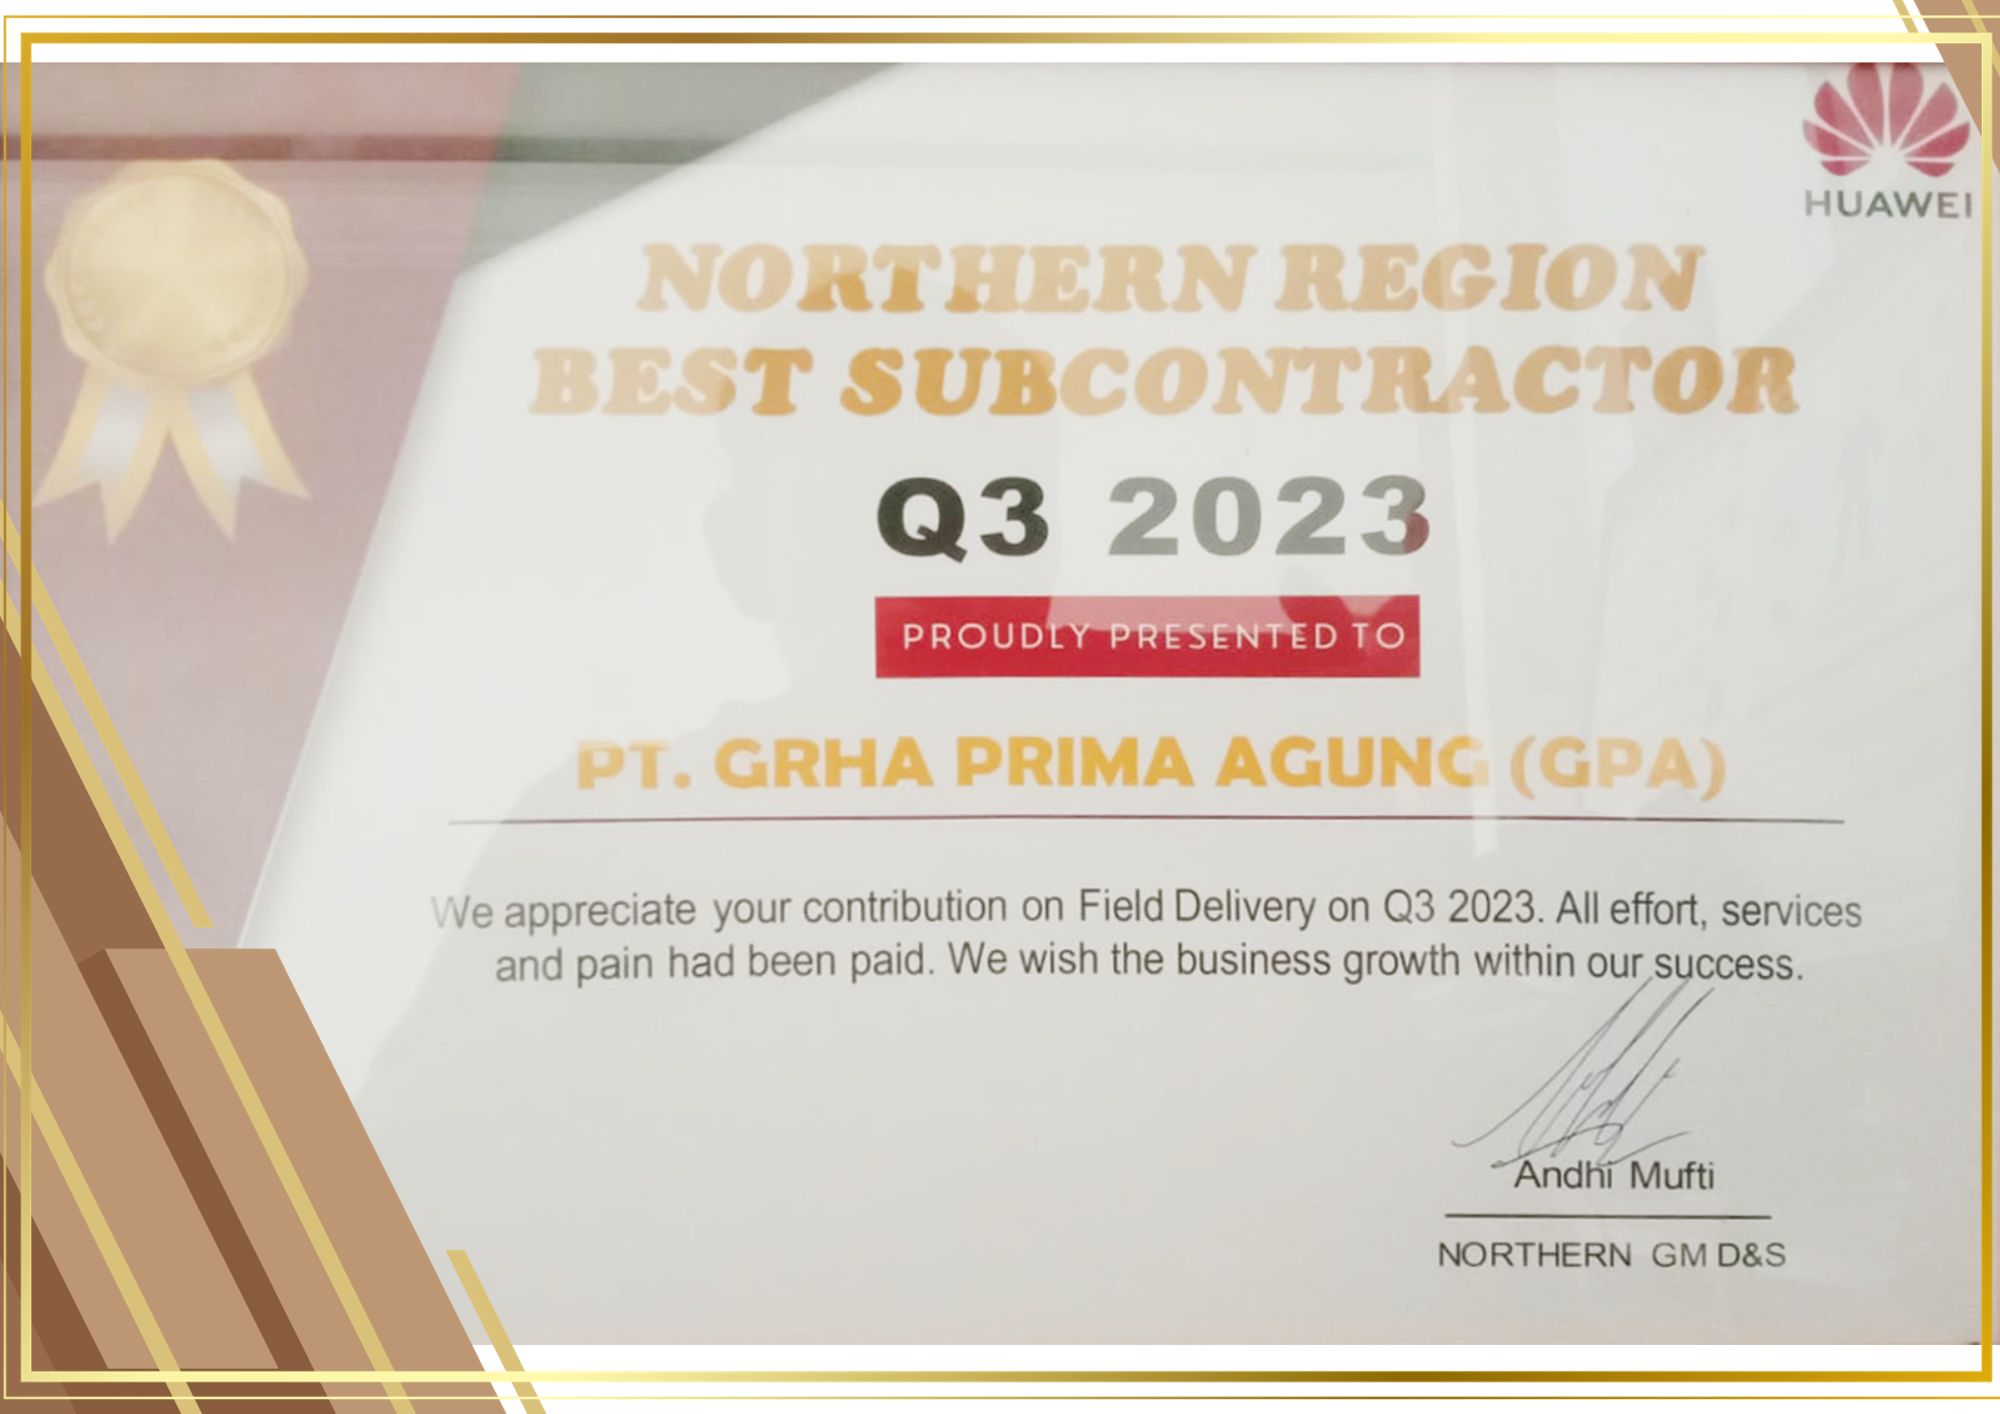 HUAWEI
NORTHERN REGION
BEST SUBCONTRACTOR
Q3 2023
PROUDLY PRESENTED TO
PT. GRHA PRIMA AGUNG (GPA)
We appreciate your contribution on Field Delivery on Q3 2023. All effort, services
and pain had been paid. We wish the business growth within our success.
Andhi Mufti
NORTHERN GM D&S